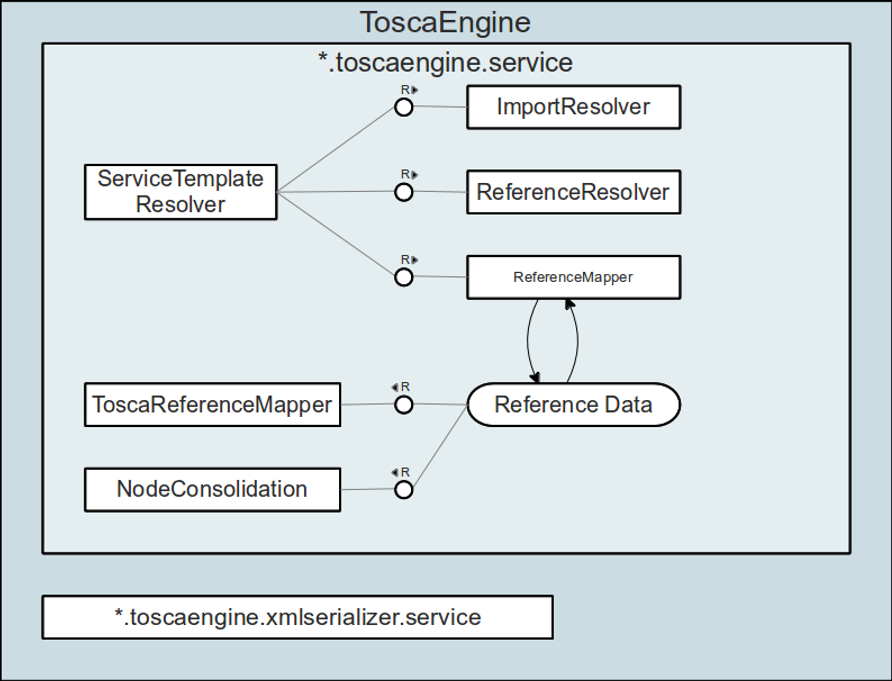 ToscaEngine
*.toscaengine.service
R
ImportResolver
ServiceTemplate
Resolver
R
ReferenceResolver
R
ReferenceMapper
R
ToscaReferenceMapper
Reference Data
R
NodeConsolidation
*.toscaengine.xmlserializer.service